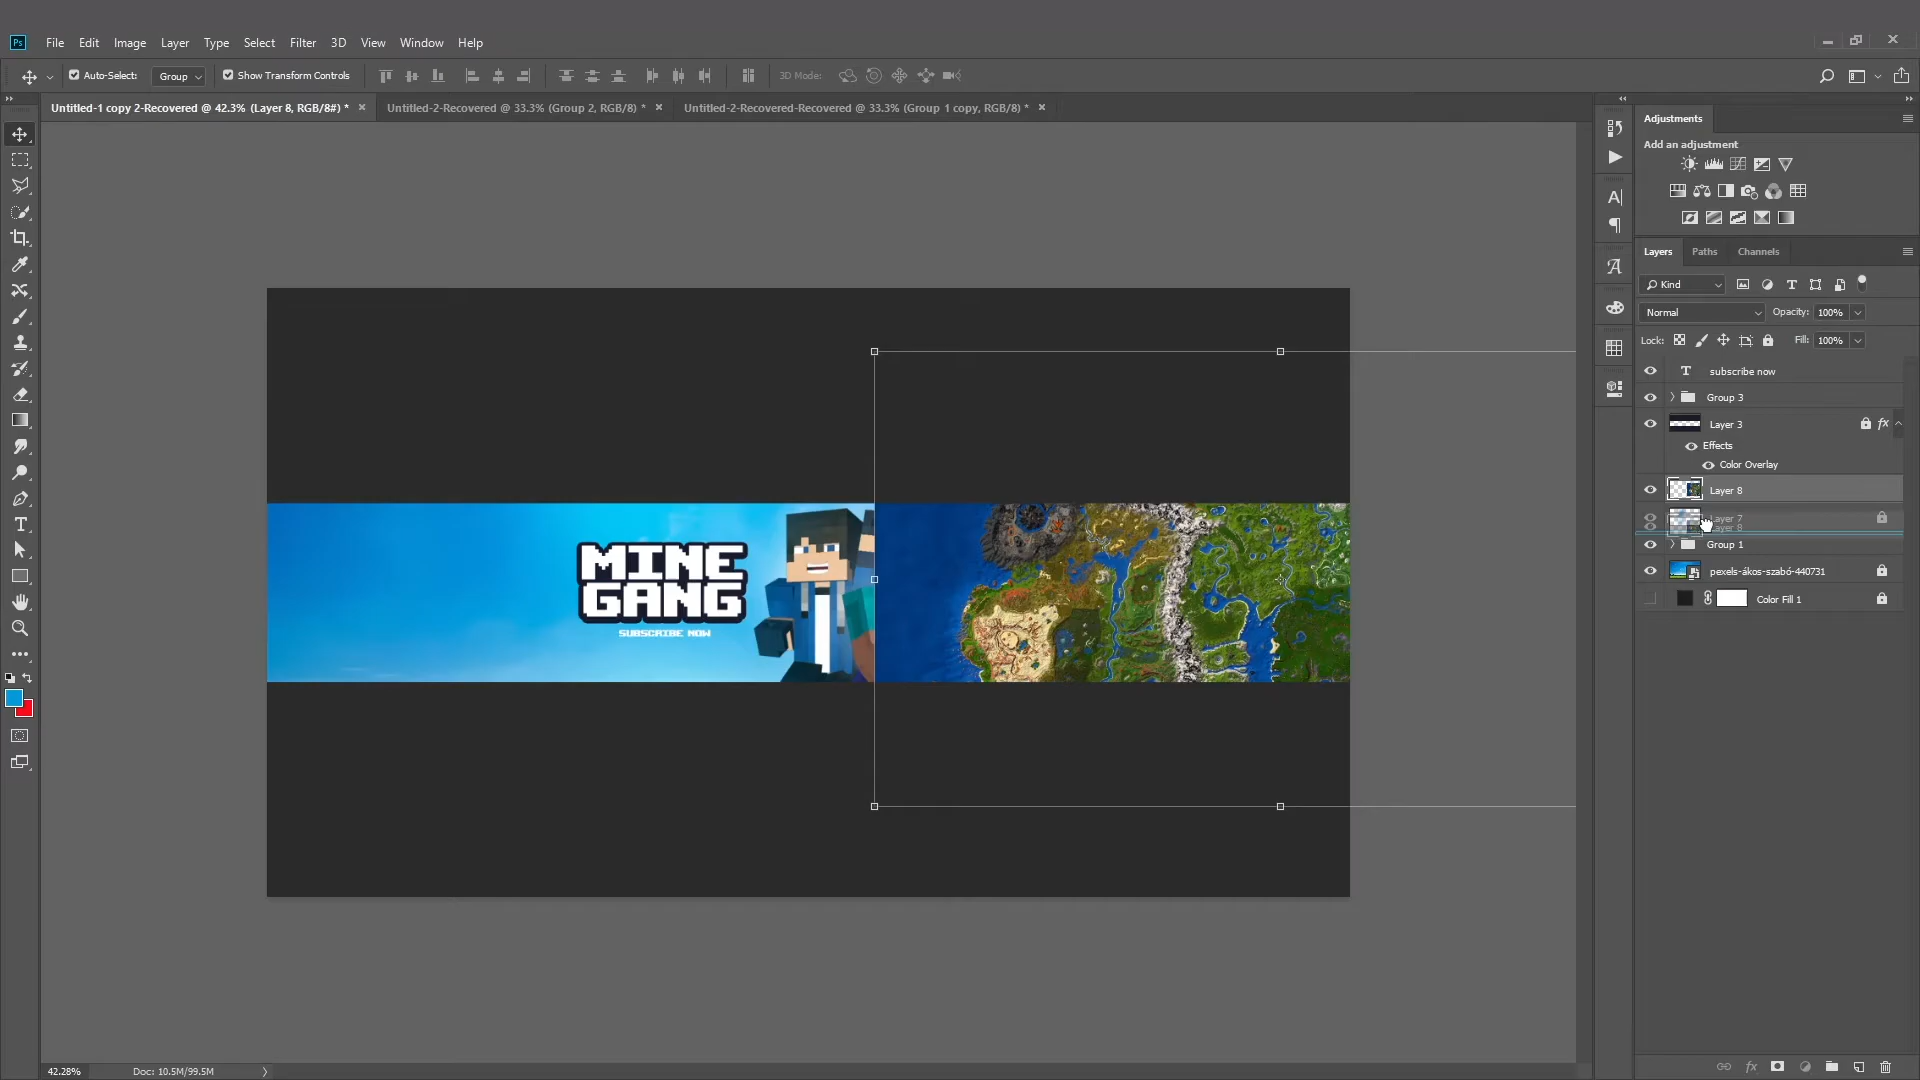 Ps File Edit Image Layer Type Select Filter 3D View Window Help
Auto-Select: Group Show Transform Controls 3D Mode:
Untitled-1 copy 2-Recovered @ 42.3% (Layer 8, RGB/8#) * × Untitled-2-Recovered @ 33.3% (Group 2, RGB/8) * × Untitled-2-Recovered-Recovered @ 33.3% (Group 1 copy, RGB/8) * ×
Adjustments
Add an adjustment
Layers Paths Channels
Kind
Normal Opacity: 100%
Lock: Fill: 100%
subscribe now
Group 3
Layer 3 fx
Effects
Color Overlay
Layer 8
Layer 7
Layer 8
Group 1
pexels-ákos-szabó-440731
Color Fill 1
MINE
GANG
SUBSCRIBE NOW
42.28% Doc: 10.5M/99.5M
fx